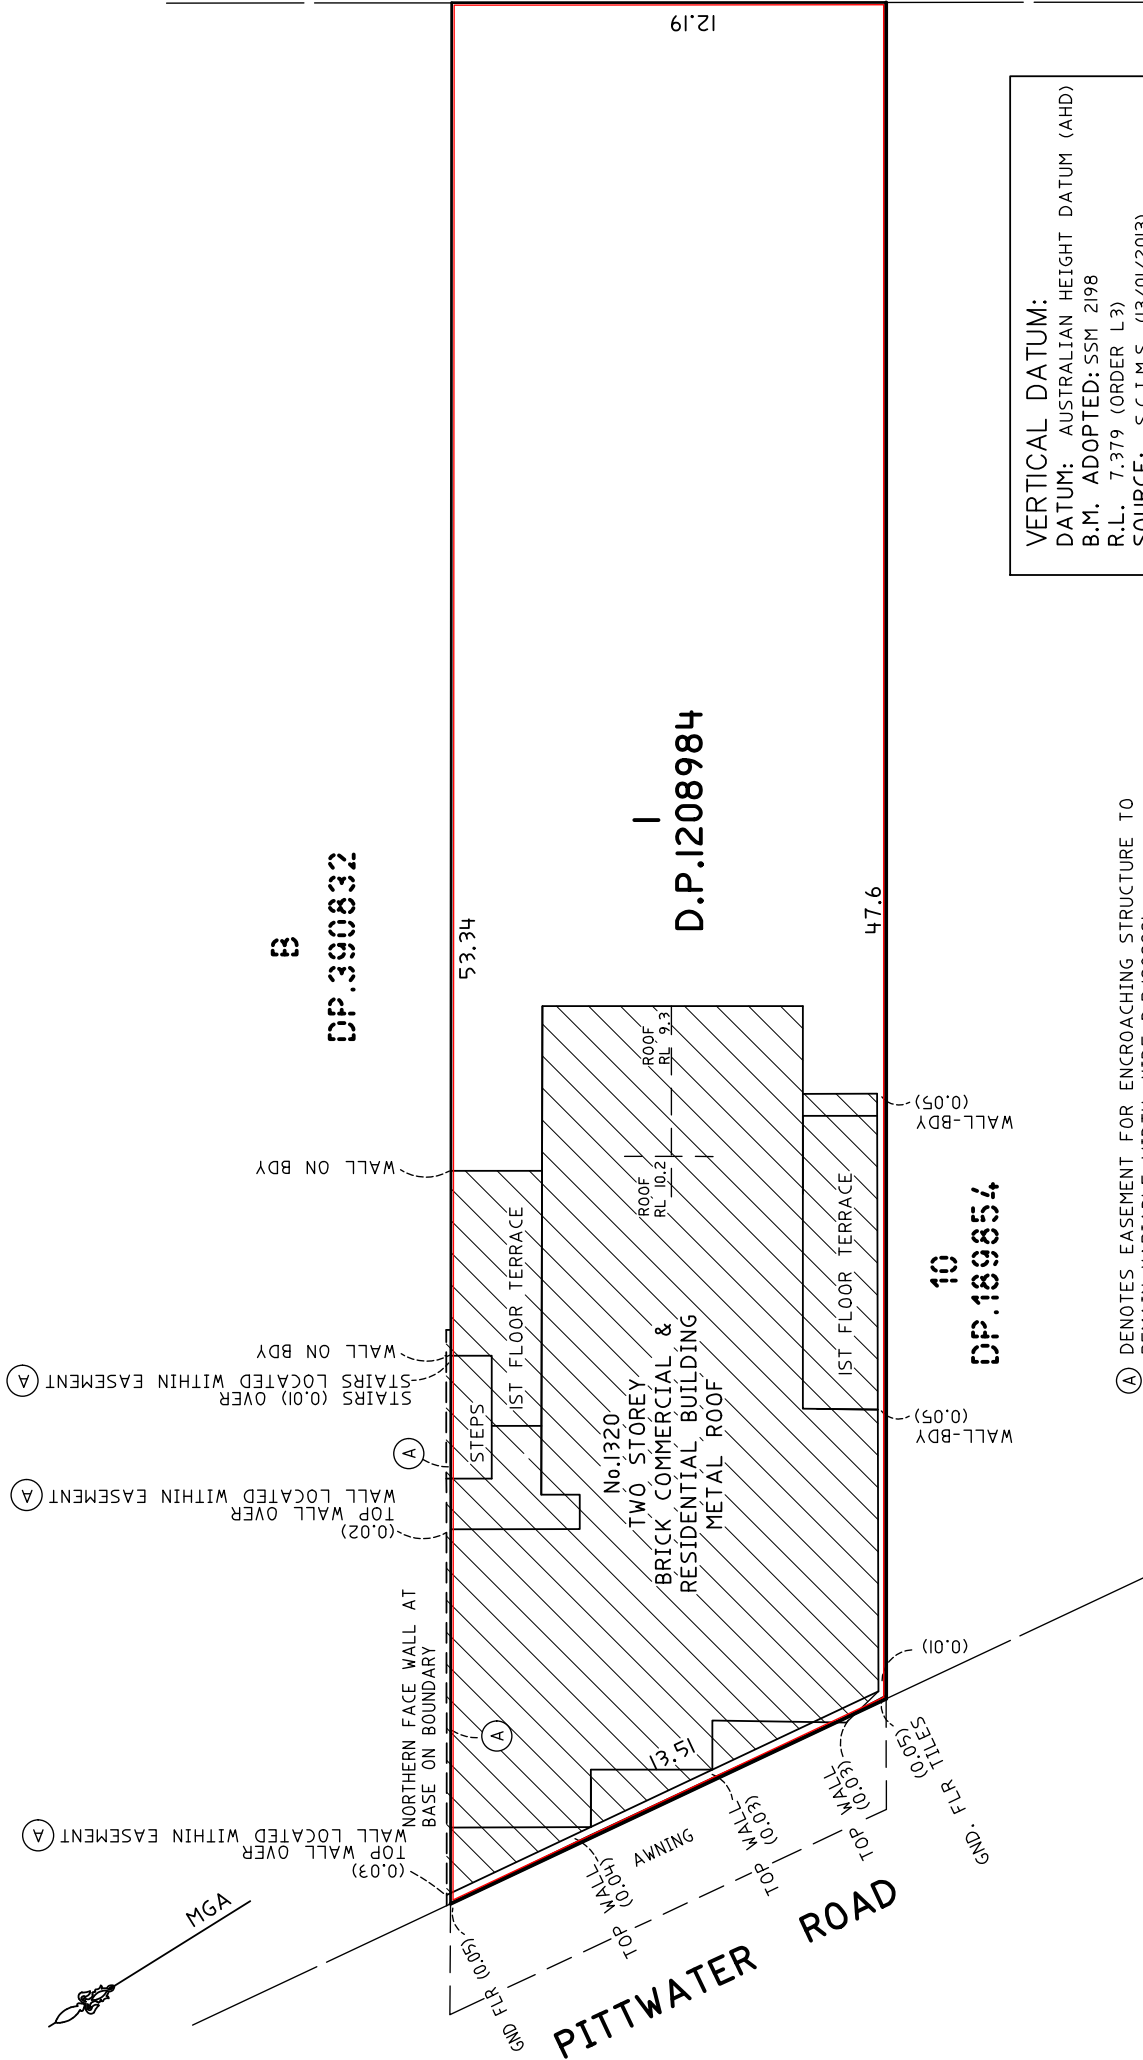 12.19
VERTICAL DATUM:
DATUM: AUSTRALIAN HEIGHT DATUM (AHD)
B.M. ADOPTED: SSM 2198
R.L. 7.379 (ORDER L3)
SOURCE: S.C.I.M.S. (13/01/2013)
B
DP.390832
53.34
1
D.P.1208984
47.6
ROOF
RL 9.3
ROOF
RL 10.2
WALL ON BDY
WALL ON BDY
STAIRS (0.01) OVER
STAIRS LOCATED WITHIN EASEMENT A
A
(0.02)
TOP WALL OVER
WALL LOCATED WITHIN EASEMENT A
STEPS
1ST FLOOR TERRACE
No.1320
TWO STOREY
BRICK COMMERCIAL &
RESIDENTIAL BUILDING
METAL ROOF
1ST FLOOR TERRACE
WALL-BDY
(0.05)
WALL-BDY
(0.05)
10
DP.189854
A DENOTES EASEMENT FOR ENCROACHING STRUCTURE TO
NORTHERN FACE WALL AT
BASE ON BOUNDARY
A
(0.03)
TOP WALL OVER
WALL LOCATED WITHIN EASEMENT A
13.51
(0.01)
GND. FLR TILES
(0.05)
TOP WALL
(0.03)
TOP WALL
(0.03)
TOP WALL
(0.04)
AWNING
GND FLR (0.05)
PITTWATER ROAD
MGA